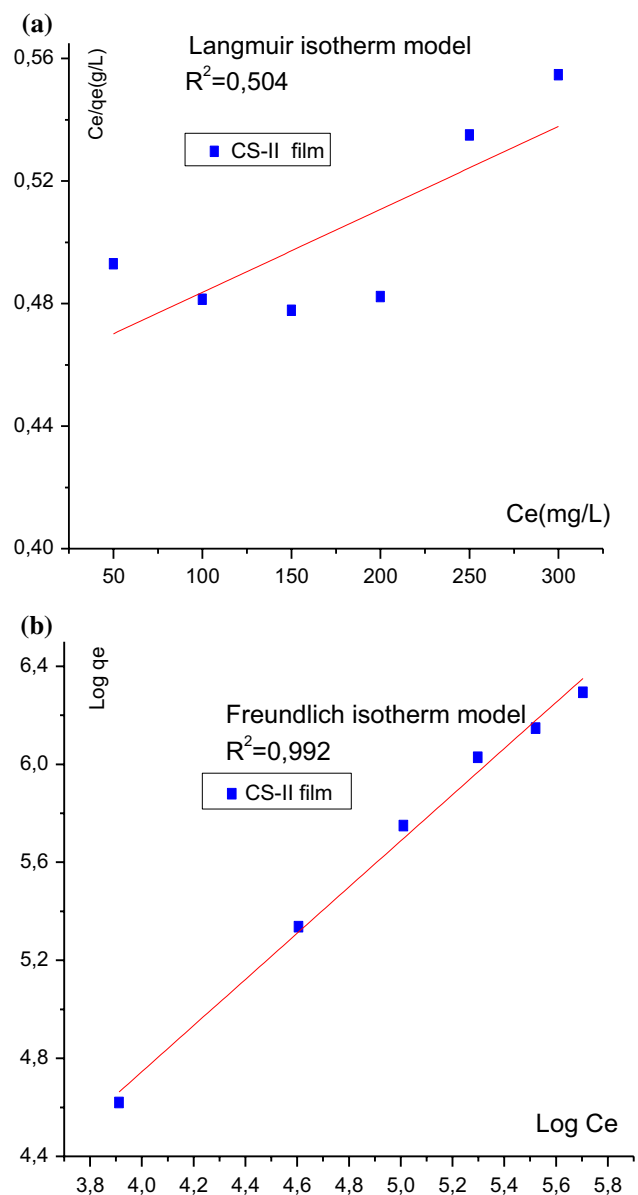 (a)
Langmuir isotherm model
R²=0,504
CS-II film
Ce/qe(g/L)
0,56
0,52
0,48
0,44
0,40
Ce(mg/L)
50 100 150 200 250 300
(b)
Log qe
Freundlich isotherm model
R²=0,992
CS-II film
6,4
6,0
5,6
5,2
4,8
4,4
Log Ce
3,8 4,0 4,2 4,4 4,6 4,8 5,0 5,2 5,4 5,6 5,8